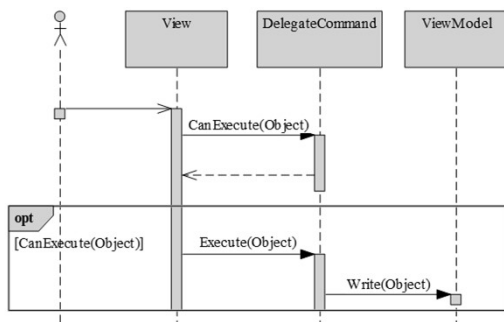 View
DelegateCommand
ViewModel
CanExecute(Object)
opt
[CanExecute(Object)]
Execute(Object)
Write(Object)